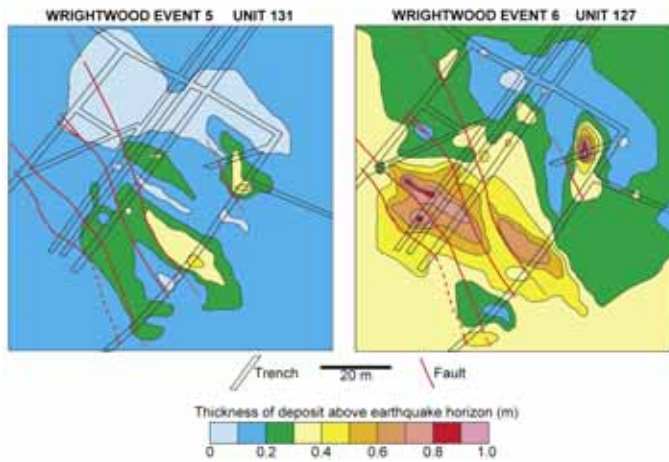 WRIGHTWOOD EVENT 5 UNIT 131
WRIGHTWOOD EVENT 6 UNIT 127
Trench
20 m
Fault
Thickness of deposit above earthquake horizon (m)
0 0.2 0.4 0.6 0.8 1.0